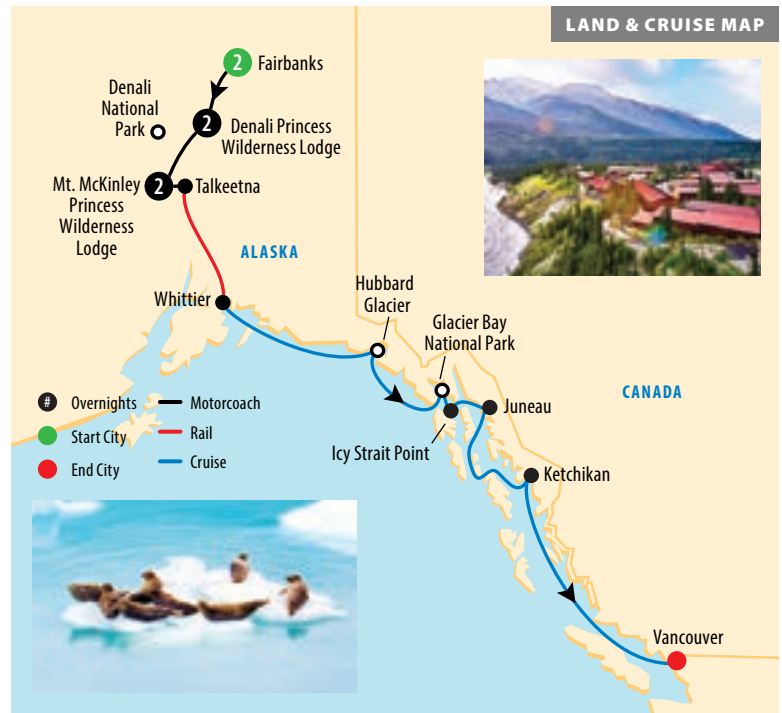 LAND & CRUISE MAP
2
Fairbanks
Denali
National
Park
2
Denali Princess
Wilderness Lodge
Mt. McKinley
Princess
Wilderness
Lodge
2
Talkeetna
ALASKA
Whittier
Hubbard
Glacier
Glacier Bay
National Park
CANADA
Juneau
Icy Strait Point
Ketchikan
Vancouver
# Overnights
Start City
End City
Motorcoach
Rail
Cruise